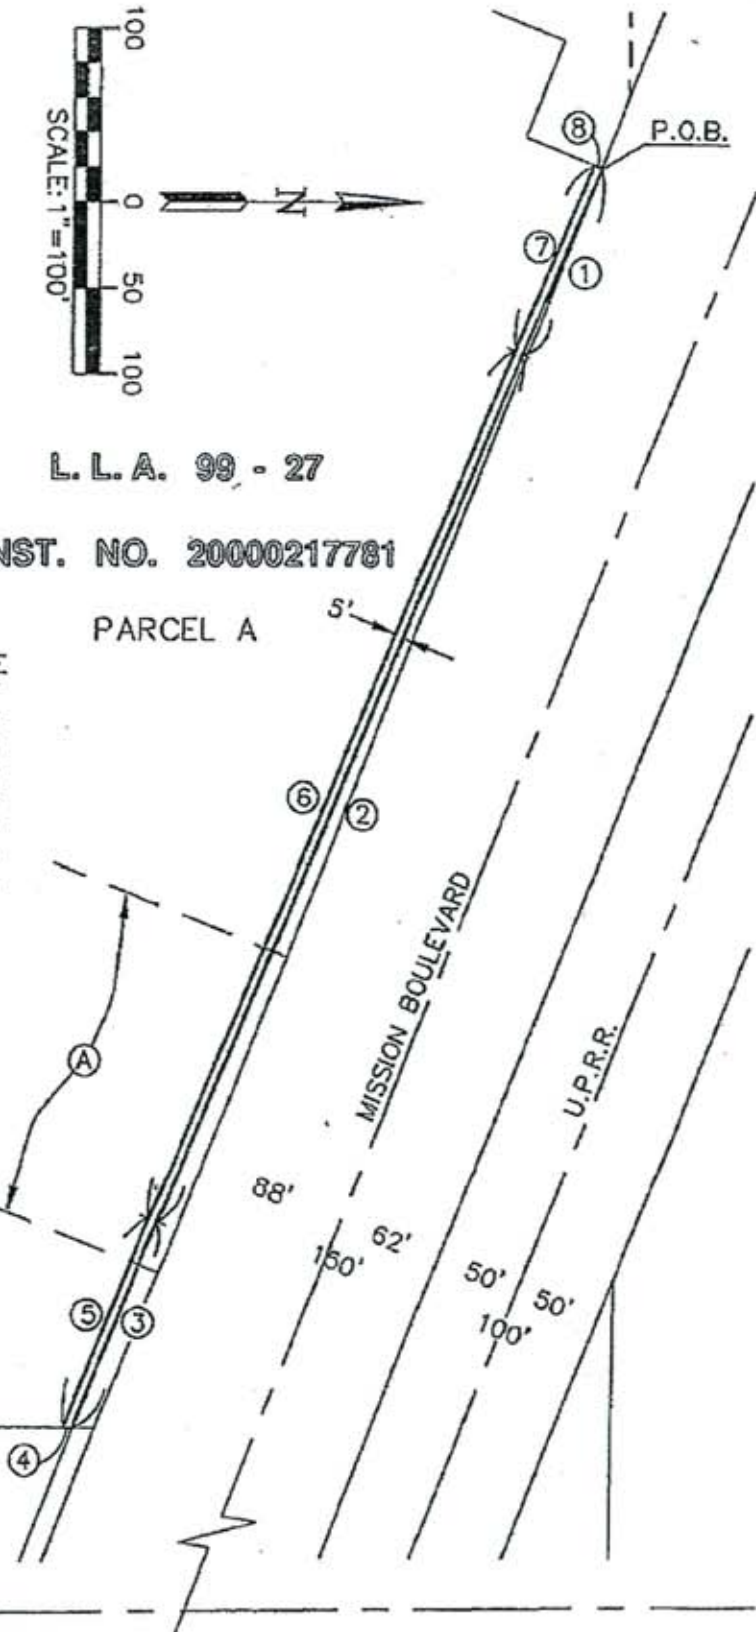 100
0
50
100
SCALE: 1"=100'
N
8
P.O.B.
7
1
L. L. A. 99 - 27
NST. NO. 20000217781
PARCEL A
5'
6
2
MISSION BOULEVARD
A
U.P.R.R.
88'
62'
150'
50'
50'
100'
5
3
4